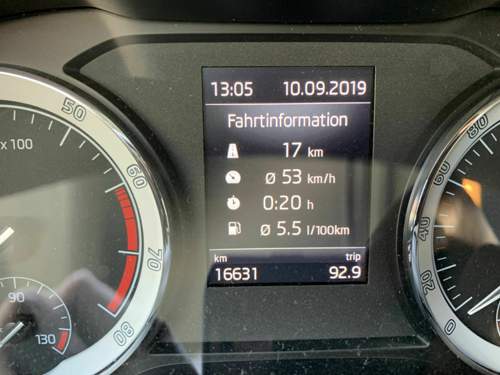 13:05 10.09.2019
Fahrtinformation
17 km
Ø 53 km/h
0:20 h
Ø 5.5 l/100km
km trip
16631 92.9
x 100
50
60
70
80
90
130
80
60
40
20
0